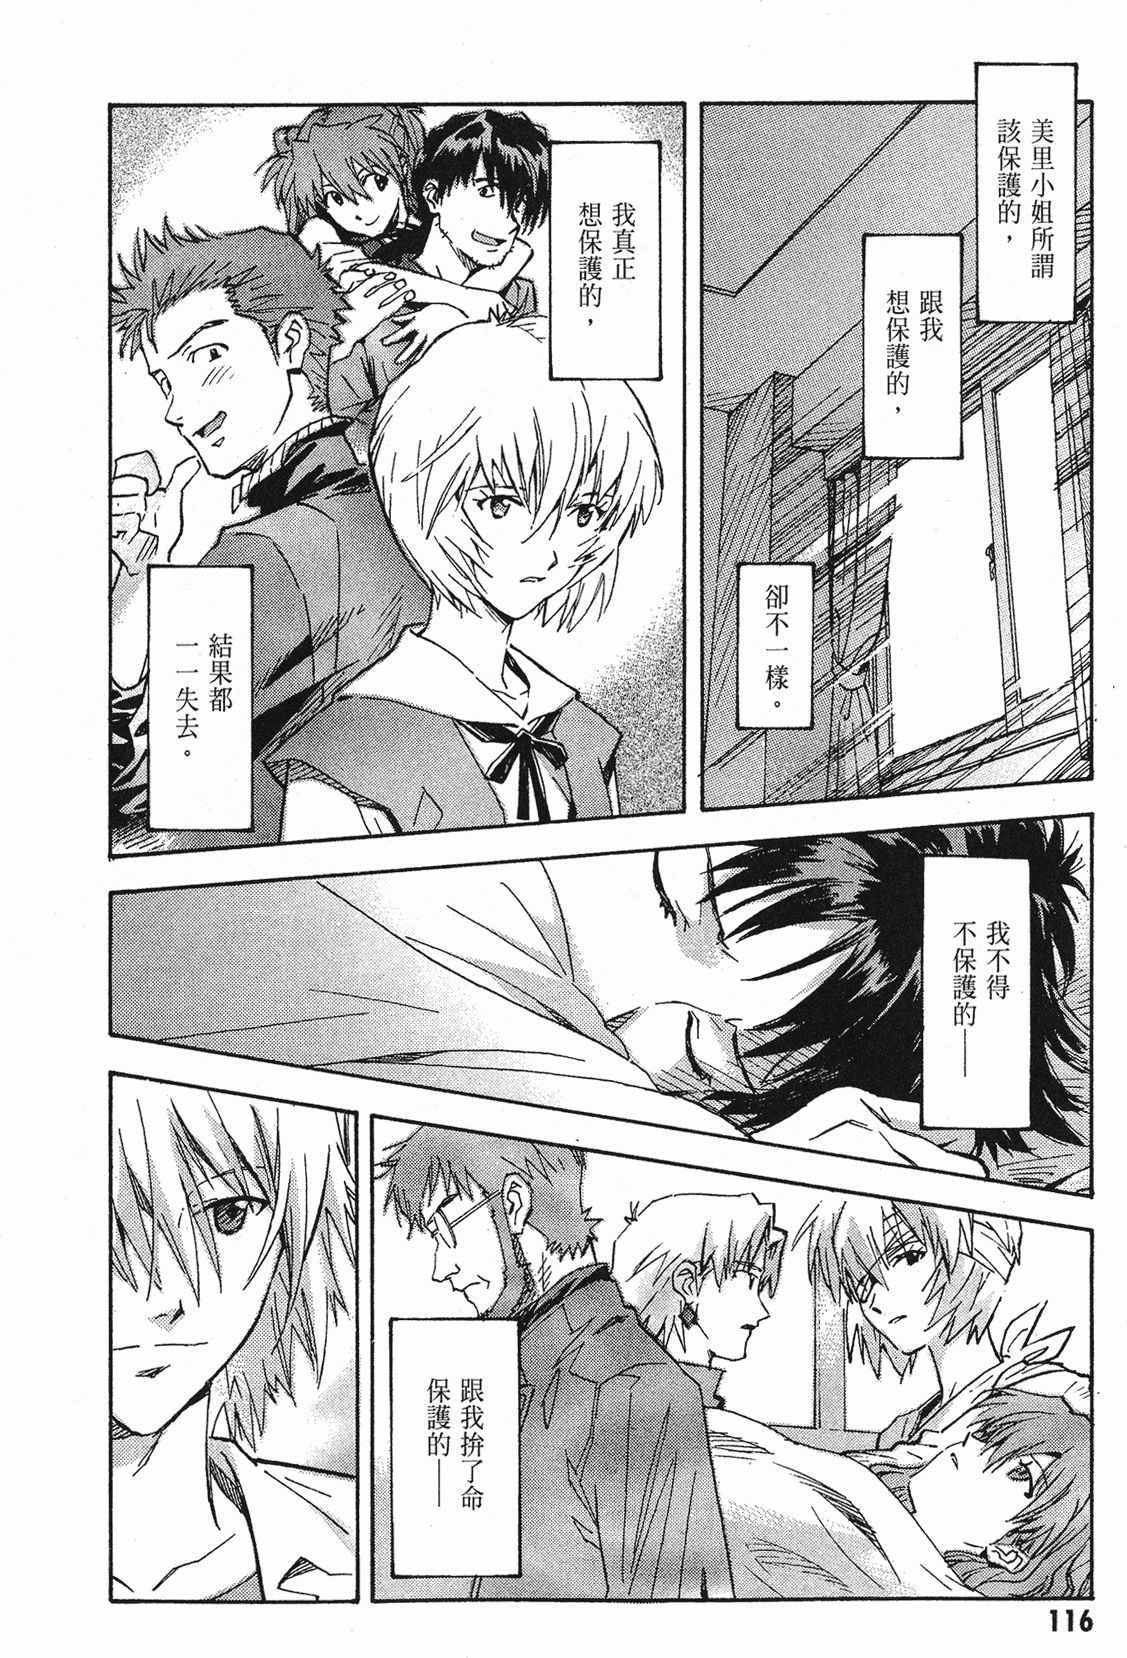 美里小姐所謂
該保護的，
跟我
想保護的，
卻不一樣。
我真正
想保護的，
結果都
一一失去。
我不得
不保護的——
跟我拚了命
保護的——
116